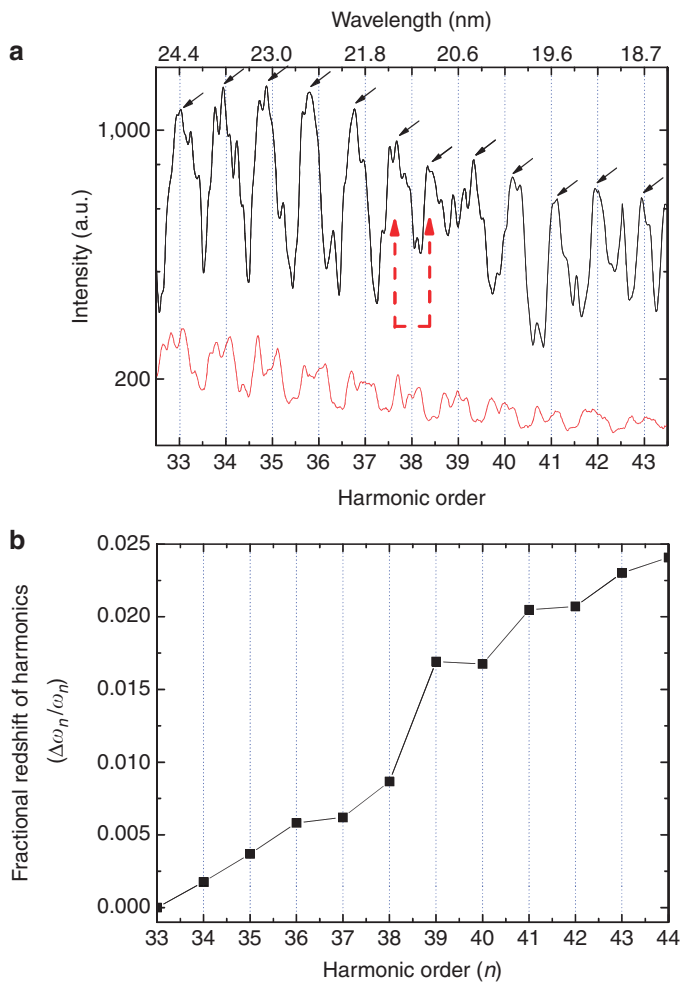 Wavelength (nm)
a
24.4 23.0 21.8 20.6 19.6 18.7
1,000
200
Intensity (a.u.)
33 34 35 36 37 38 39 40 41 42 43
Harmonic order
b
0.025
0.020
0.015
0.010
0.005
0.000
Fractional redshift of harmonics
(Δωn/ωn)
33 34 35 36 37 38 39 40 41 42 43 44
Harmonic order (n)